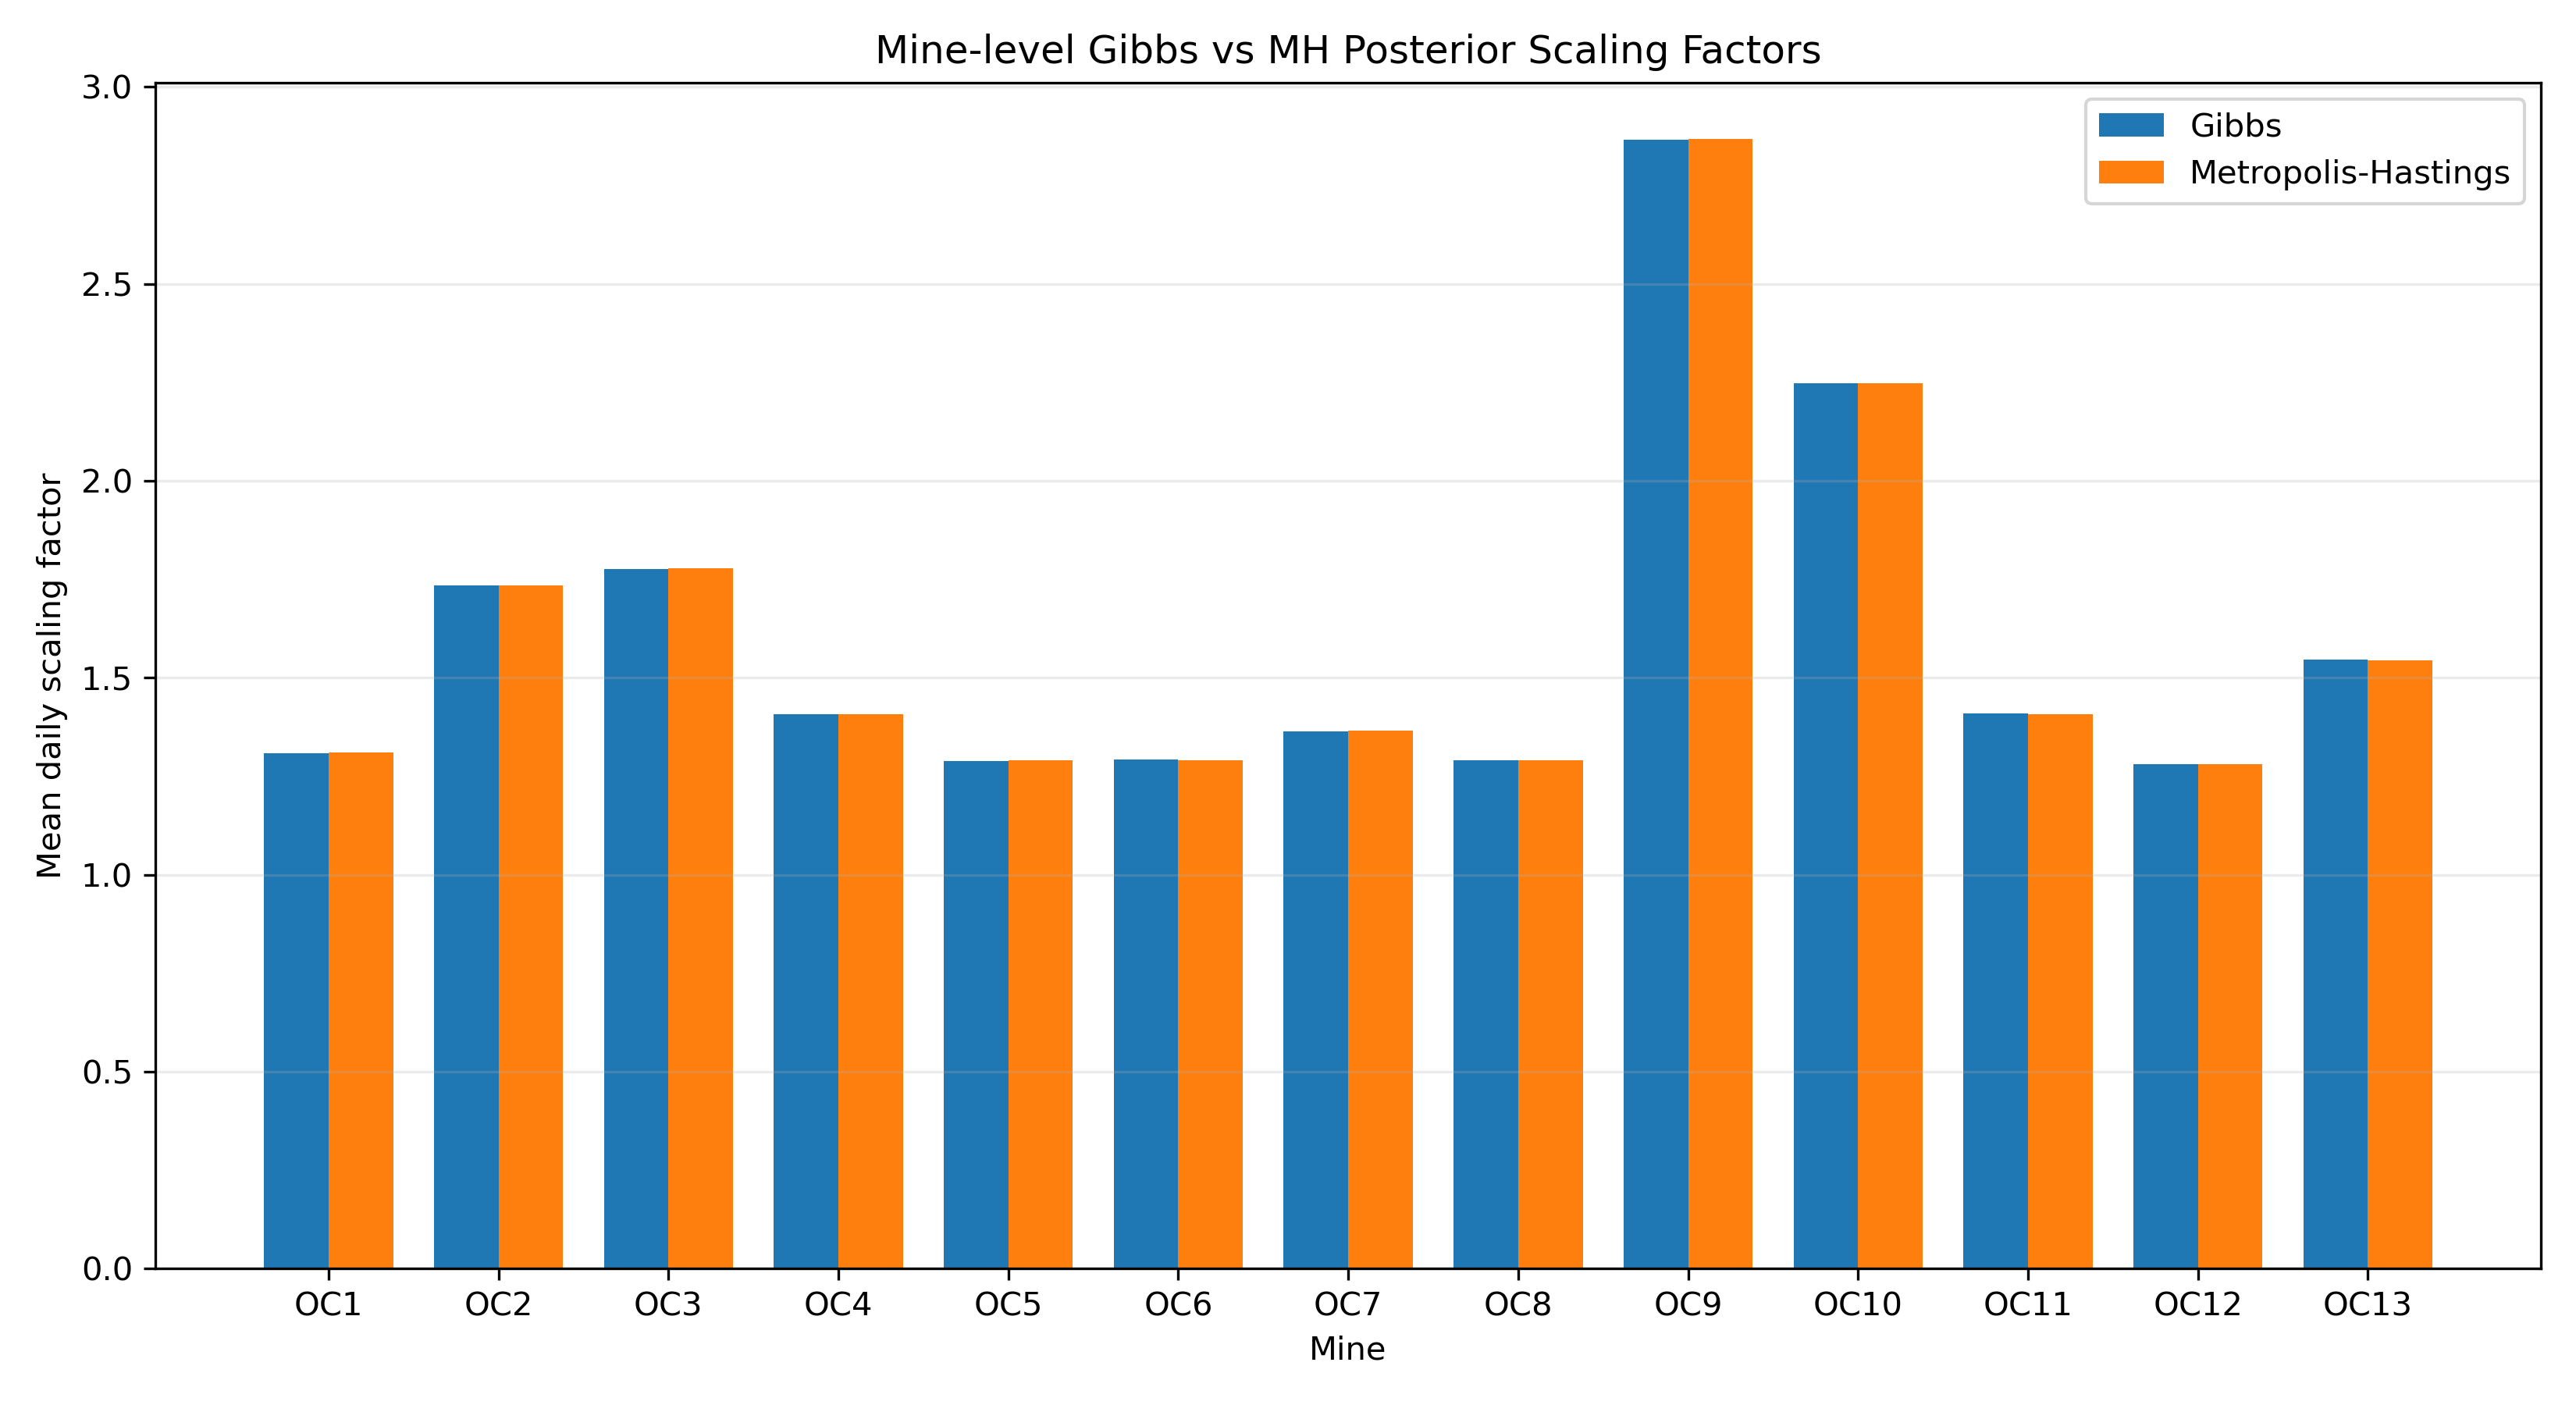 Mine-level Gibbs vs MH Posterior Scaling Factors
Gibbs
Metropolis-Hastings
Mean daily scaling factor
3.0
2.5
2.0
1.5
1.0
0.5
0.0
OC1 OC2 OC3 OC4 OC5 OC6 OC7 OC8 OC9 OC10 OC11 OC12 OC13
Mine